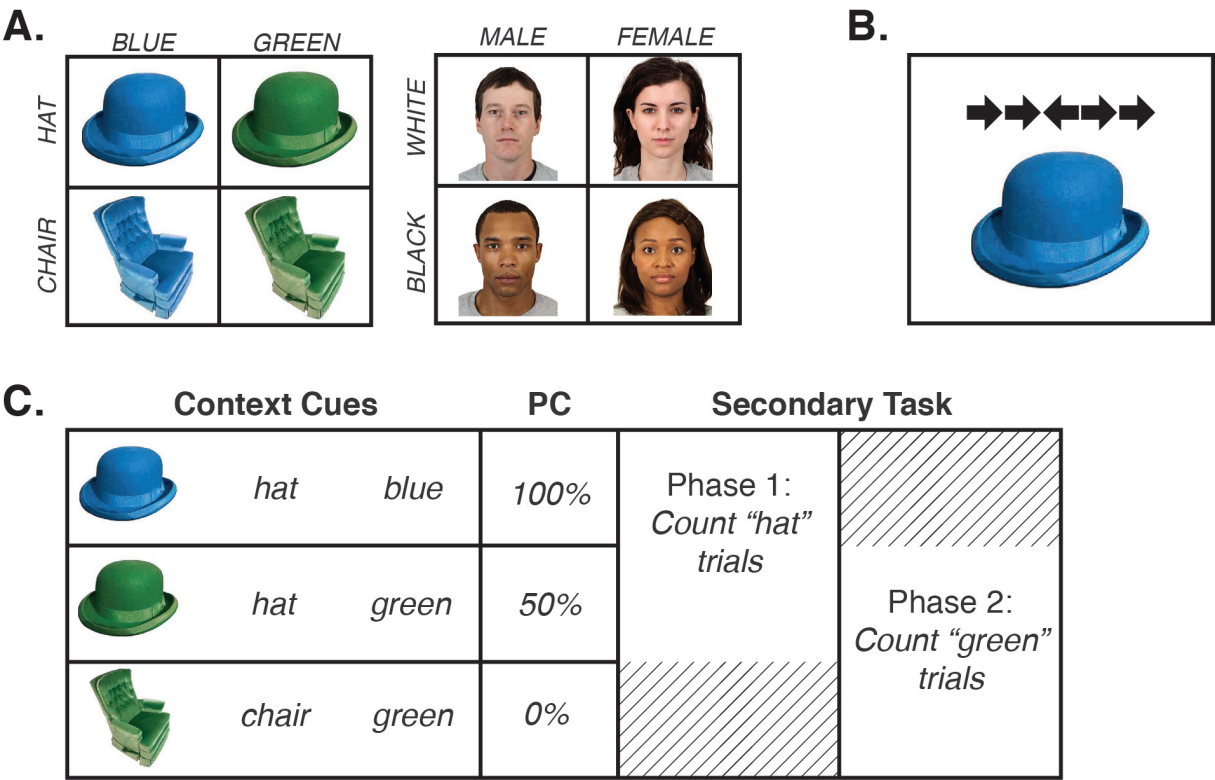 A.
BLUE GREEN
HAT
CHAIR
MALE FEMALE
WHITE
BLACK
B.
C.
Context Cues PC Secondary Task
hat blue 100%
hat green 50%
chair green 0%
Phase 1:
Count “hat”
trials
Phase 2:
Count “green”
trials